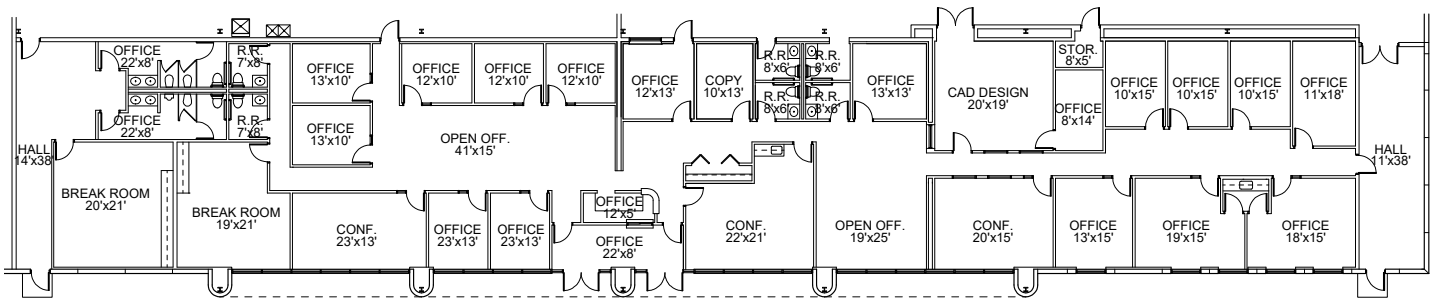 OFFICE
22'x8'
R.R.
7'x8'
OFFICE
13'x10'
OFFICE
12'x10'
OFFICE
12'x10'
OFFICE
12'x10'
OFFICE
12'x13'
COPY
10'x13'
R.R.
8'x6'
R.R.
8'x6'
OFFICE
13'x13'
CAD DESIGN
20'x19'
STOR.
8'x5'
OFFICE
8'x14'
OFFICE
10'x15'
OFFICE
10'x15'
OFFICE
10'x15'
OFFICE
11'x18'
OFFICE
22'x8'
R.R.
7'x8'
OFFICE
13'x10'
OPEN OFF.
41'x15'
R.R.
8'x6'
R.R.
8'x6'
HALL
14'x38'
HALL
11'x38'
BREAK ROOM
20'x21'
BREAK ROOM
19'x21'
CONF.
23'x13'
OFFICE
23'x13'
OFFICE
23'x13'
OFFICE
12'x5'
OFFICE
22'x8'
CONF.
22'x21'
OPEN OFF.
19'x25'
CONF.
20'x15'
OFFICE
13'x15'
OFFICE
19'x15'
OFFICE
18'x15'